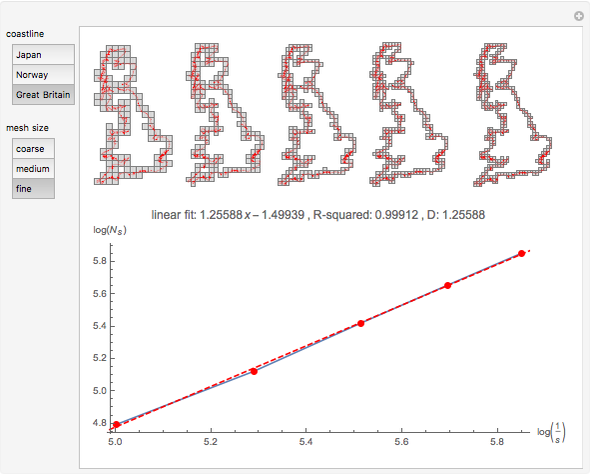 coastline
Japan
Norway
Great Britain
mesh size
coarse
medium
fine
linear fit: 1.25588 x − 1.49939 , R-squared: 0.99912 , D: 1.25588
log(Ns)
5.8
5.6
5.4
5.2
5.0
4.8
5.0 5.2 5.4 5.6 5.8
log(1/s)